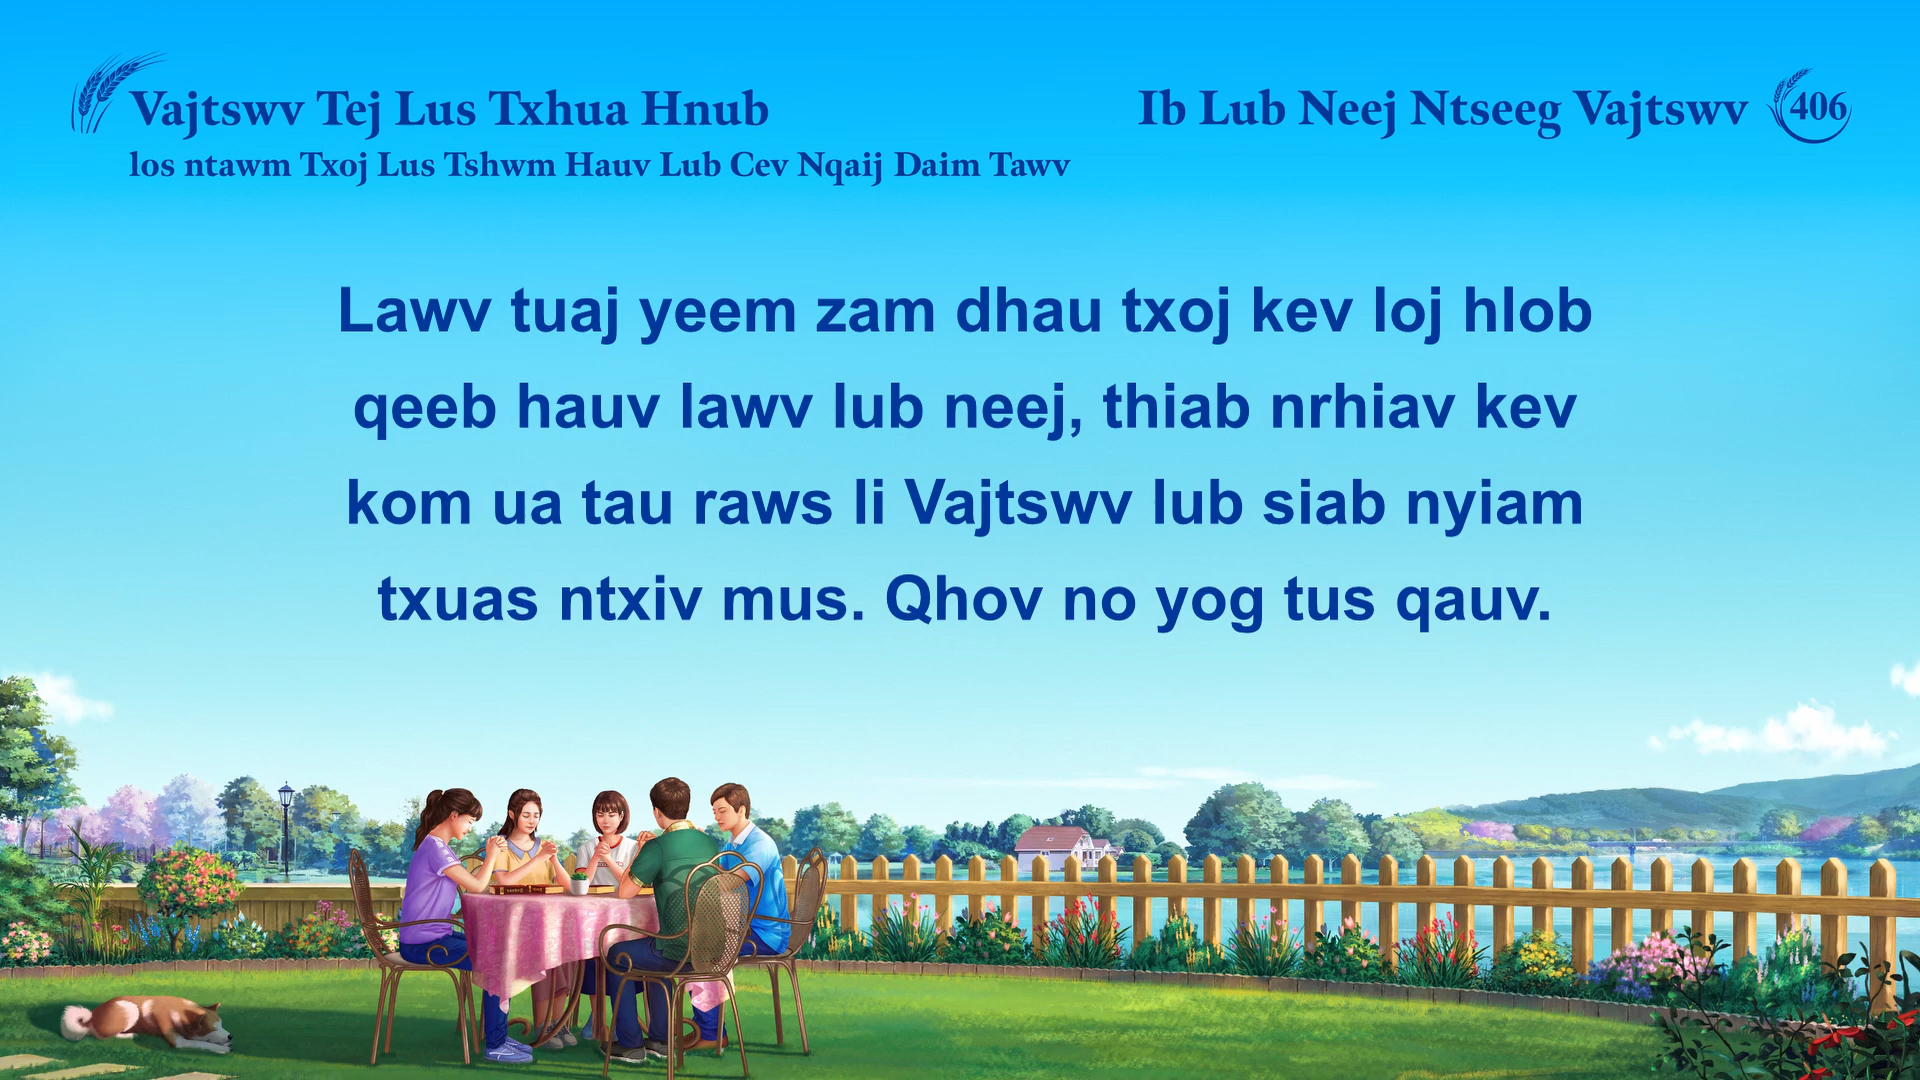 Vajtswv Tej Lus Txhua Hnub
los ntawm Txoj Lus Tshwm Hauv Lub Cev Nqaij Daim Tawv
Ib Lub Neej Ntseeg Vajtswv 406
Lawv tuaj yeem zam dhau txoj kev loj hlob
qeeb hauv lawv lub neej, thiab nrhiav kev
kom ua tau raws li Vajtswv lub siab nyiam
txuas ntxiv mus. Qhov no yog tus qauv.